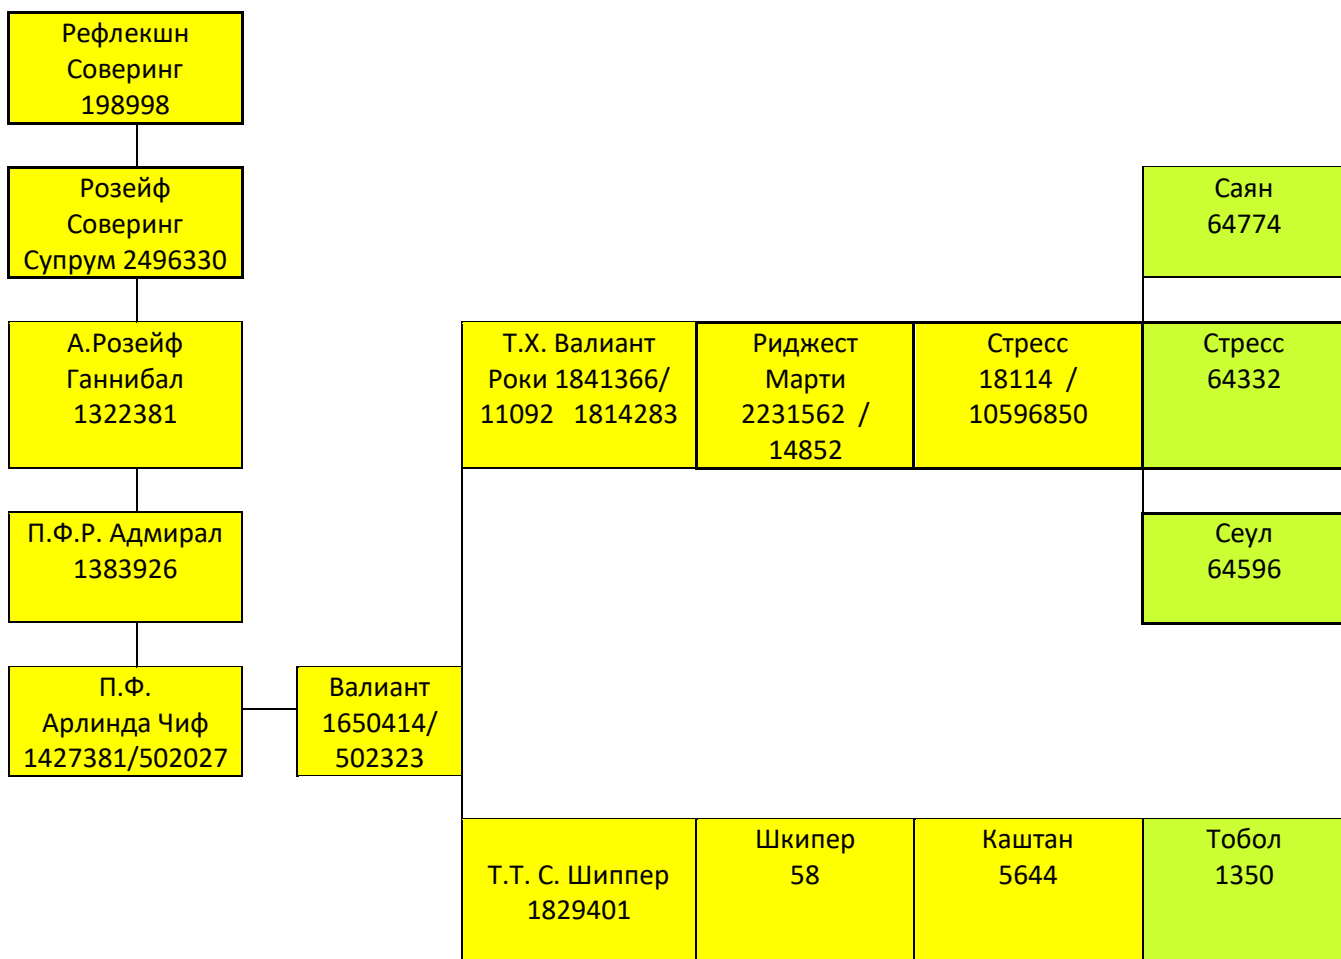 Рефлекшн
Соверинг
198998
Розейф
Соверинг
Супрум 2496330
Саян
64774
А.Розейф
Ганнибал
1322381
Т.Х. Валиант
Роки 1841366/
11092 1814283
Риджест
Марти
2231562 /
14852
Стресс
18114 /
10596850
Стресс
64332
П.Ф.Р. Адмирал
1383926
Сеул
64596
П.Ф.
Арлинда Чиф
1427381/502027
Валиант
1650414/
502323
Т.Т. С. Шиппер
1829401
Шкипер
58
Каштан
5644
Тобол
1350